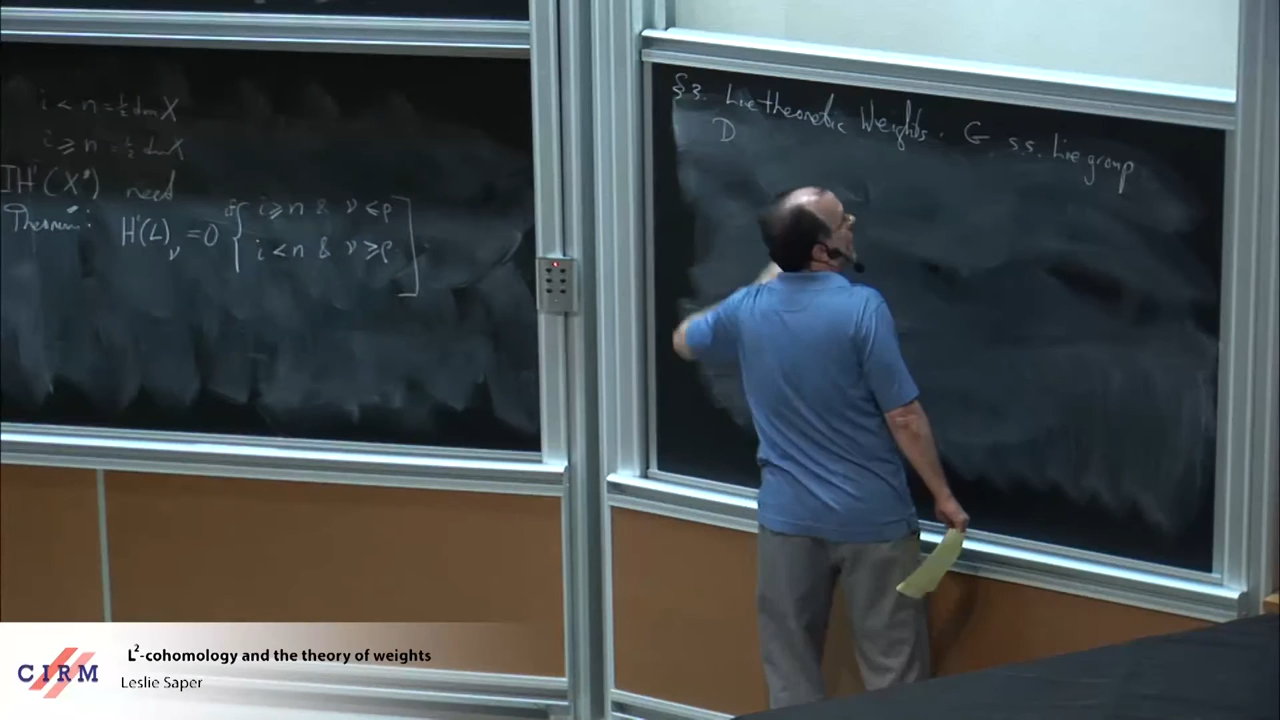 i < n = ½ dim X
i ⩾ n = ½ dim X
IH˙(X*) need
Theorem: H˙(L)_ν = 0 if { i ⩾ n & ν ⩽ ρ
i < n & ν ⩾ ρ ]
§3. Lie theoretic Weights. G s.s. Lie group
D
CIRM
L²-cohomology and the theory of weights
Leslie Saper